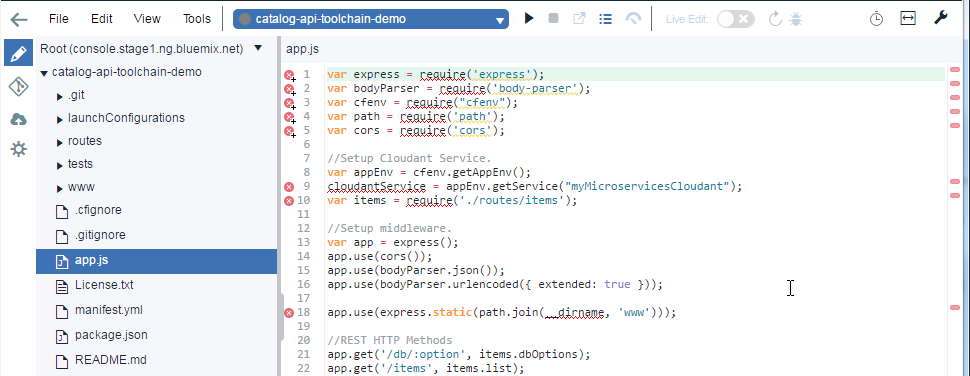 File Edit View Tools catalog-api-toolchain-demo Live Edit:
Root (console.stage1.ng.bluemix.net)
catalog-api-toolchain-demo
.git
launchConfigurations
routes
tests
www
.cfignore
.gitignore
app.js
License.txt
manifest.yml
package.json
README.md
app.js
1 var express = require('express');
2 var bodyParser = require('body-parser');
3 var cfenv = require("cfenv");
4 var path = require('path');
5 var cors = require('cors');
6
7 //Setup Cloudant Service.
8 var appEnv = cfenv.getAppEnv();
9 cloudantService = appEnv.getService("myMicroservicesCloudant");
10 var items = require('./routes/items');
11
12 //Setup middleware.
13 var app = express();
14 app.use(cors());
15 app.use(bodyParser.json());
16 app.use(bodyParser.urlencoded({ extended: true }));
17
18 app.use(express.static(path.join(__dirname, 'www')));
19
20 //REST HTTP Methods
21 app.get('/db/:option', items.dbOptions);
22 app.get('/items', items.list);